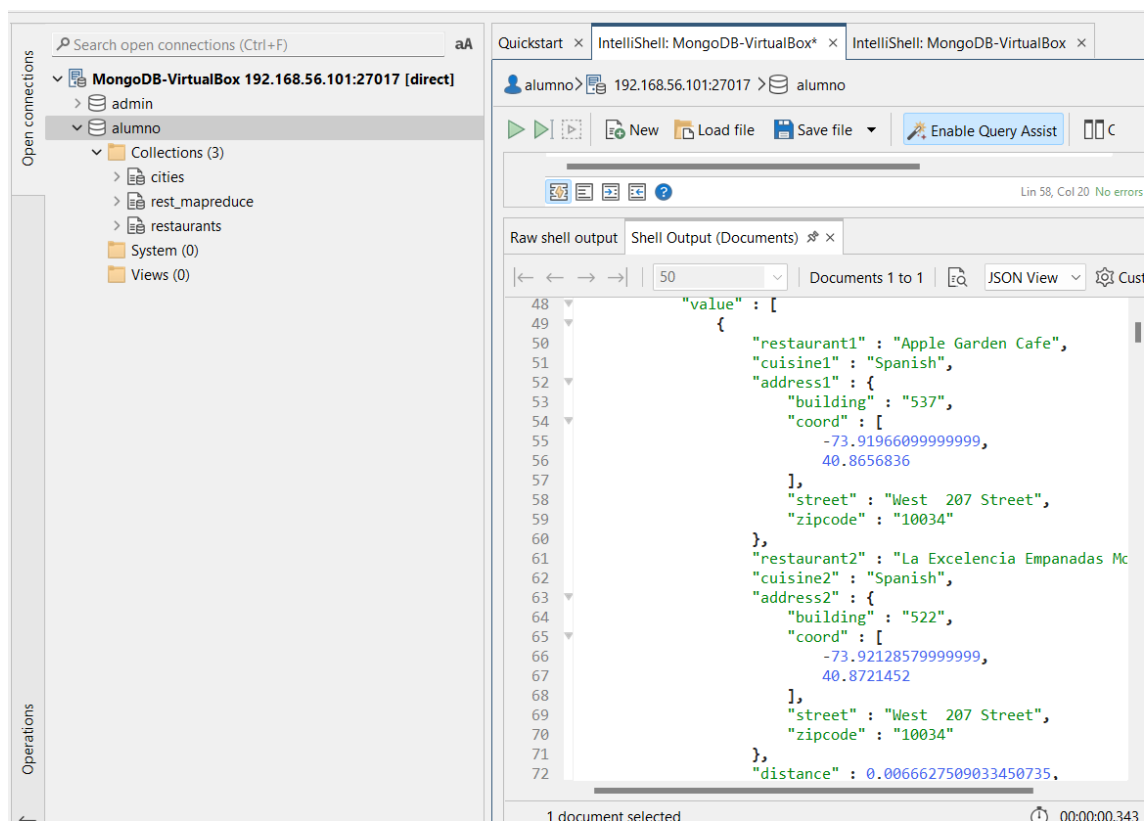 Open connections
Operations
Search open connections (Ctrl+F)
aA
MongoDB-VirtualBox 192.168.56.101:27017 [direct]
admin
alumno
Collections (3)
cities
rest_mapreduce
restaurants
System (0)
Views (0)
Quickstart × IntelliShell: MongoDB-VirtualBox* × IntelliShell: MongoDB-VirtualBox ×
alumno> 192.168.56.101:27017 > alumno
New Load file Save file Enable Query Assist C
Lin 58, Col 20 No errors
Raw shell output Shell Output (Documents) ×
50 Documents 1 to 1 JSON View Cust
48 "value" : [
49 {
50 "restaurant1" : "Apple Garden Cafe",
51 "cuisine1" : "Spanish",
52 "address1" : {
53 "building" : "537",
54 "coord" : [
55 -73.91966099999999,
56 40.8656836
57 ],
58 "street" : "West  207 Street",
59 "zipcode" : "10034"
60 },
61 "restaurant2" : "La Excelencia Empanadas Mo
62 "cuisine2" : "Spanish",
63 "address2" : {
64 "building" : "522",
65 "coord" : [
66 -73.92128579999999,
67 40.8721452
68 ],
69 "street" : "West  207 Street",
70 "zipcode" : "10034"
71 },
72 "distance" : 0.0066627509033450735,
1 document selected
00:00:00.343